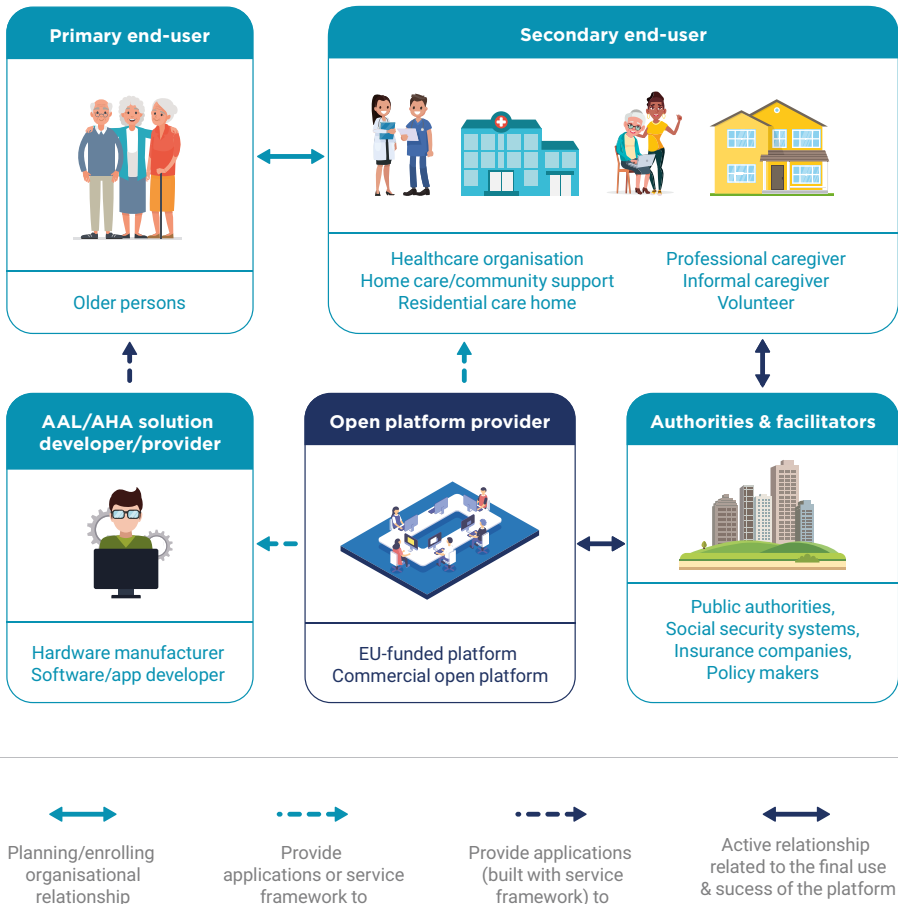 Primary end-user
Secondary end-user
Older persons
Healthcare organisation
Home care/community support
Residential care home
Professional caregiver
Informal caregiver
Volunteer
AAL/AHA solution
developer/provider
Open platform provider
Authorities & facilitators
Hardware manufacturer
Software/app developer
EU-funded platform
Commercial open platform
Public authorities,
Social security systems,
Insurance companies,
Policy makers
Planning/enrolling
organisational
relationship
Provide
applications or service
framework to
Provide applications
(built with service
framework) to
Active relationship
related to the final use
& sucess of the platform